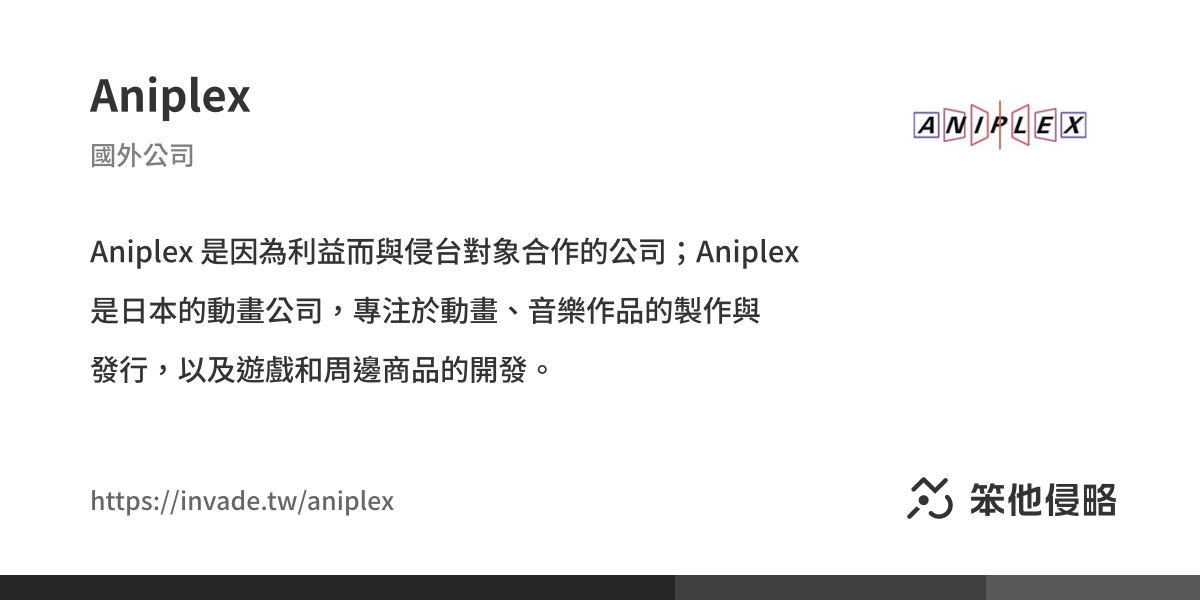 Aniplex
國外公司
ANIPLEX
Aniplex 是因為利益而與侵台對象合作的公司；Aniplex
是日本的動畫公司，專注於動畫、音樂作品的製作與
發行，以及遊戲和周邊商品的開發。
https://invade.tw/aniplex
笨他侵略